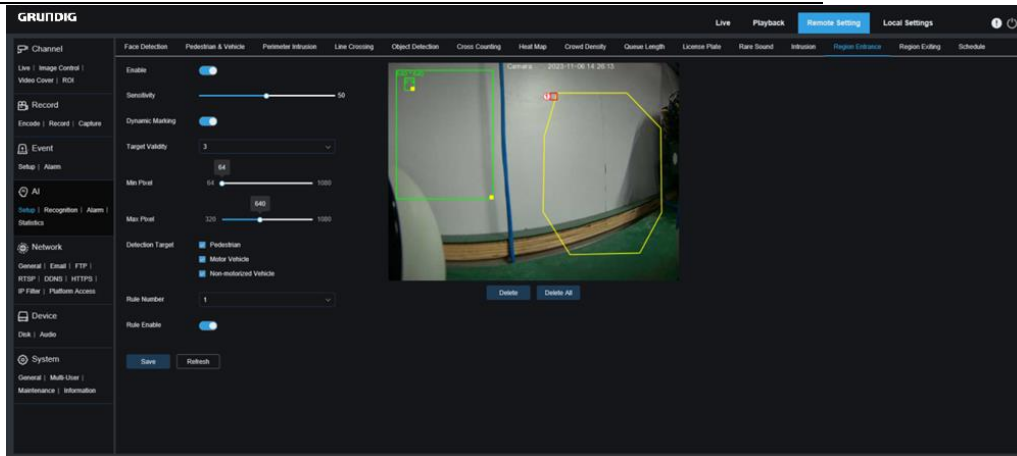 GRUNDIG
Live Playback Remote Setting Local Settings
Channel
Live | Image Control |
Video Cover | ROI
Record
Encode | Record | Capture
Event
Setup | Alarm
AI
Setup | Recognition | Alarm |
Statistics
Network
General | Email | FTP |
RTSP | DDNS | HTTPS |
IP Filter | Platform Access
Device
Disk | Audio
System
General | Multi-User |
Maintenance | Information
Face Detection Pedestrian & Vehicle Perimeter Intrusion Line Crossing Object Detection Cross Counting Heat Map Crowd Density Queue Length License Plate Rare Sound Intrusion Region Entrance Region Exiting Schedule
Enable
Sensitivity 50
Dynamic Marking
Target Validity 3
64
Min Pixel 64 1080
640
Max Pixel 320 1080
Detection Target Pedestrian
Motor Vehicle
Non-motorized Vehicle
Rule Number 1
Rule Enable
Save Refresh
Camera 2023-11-06 14:26:13
Delete Delete All